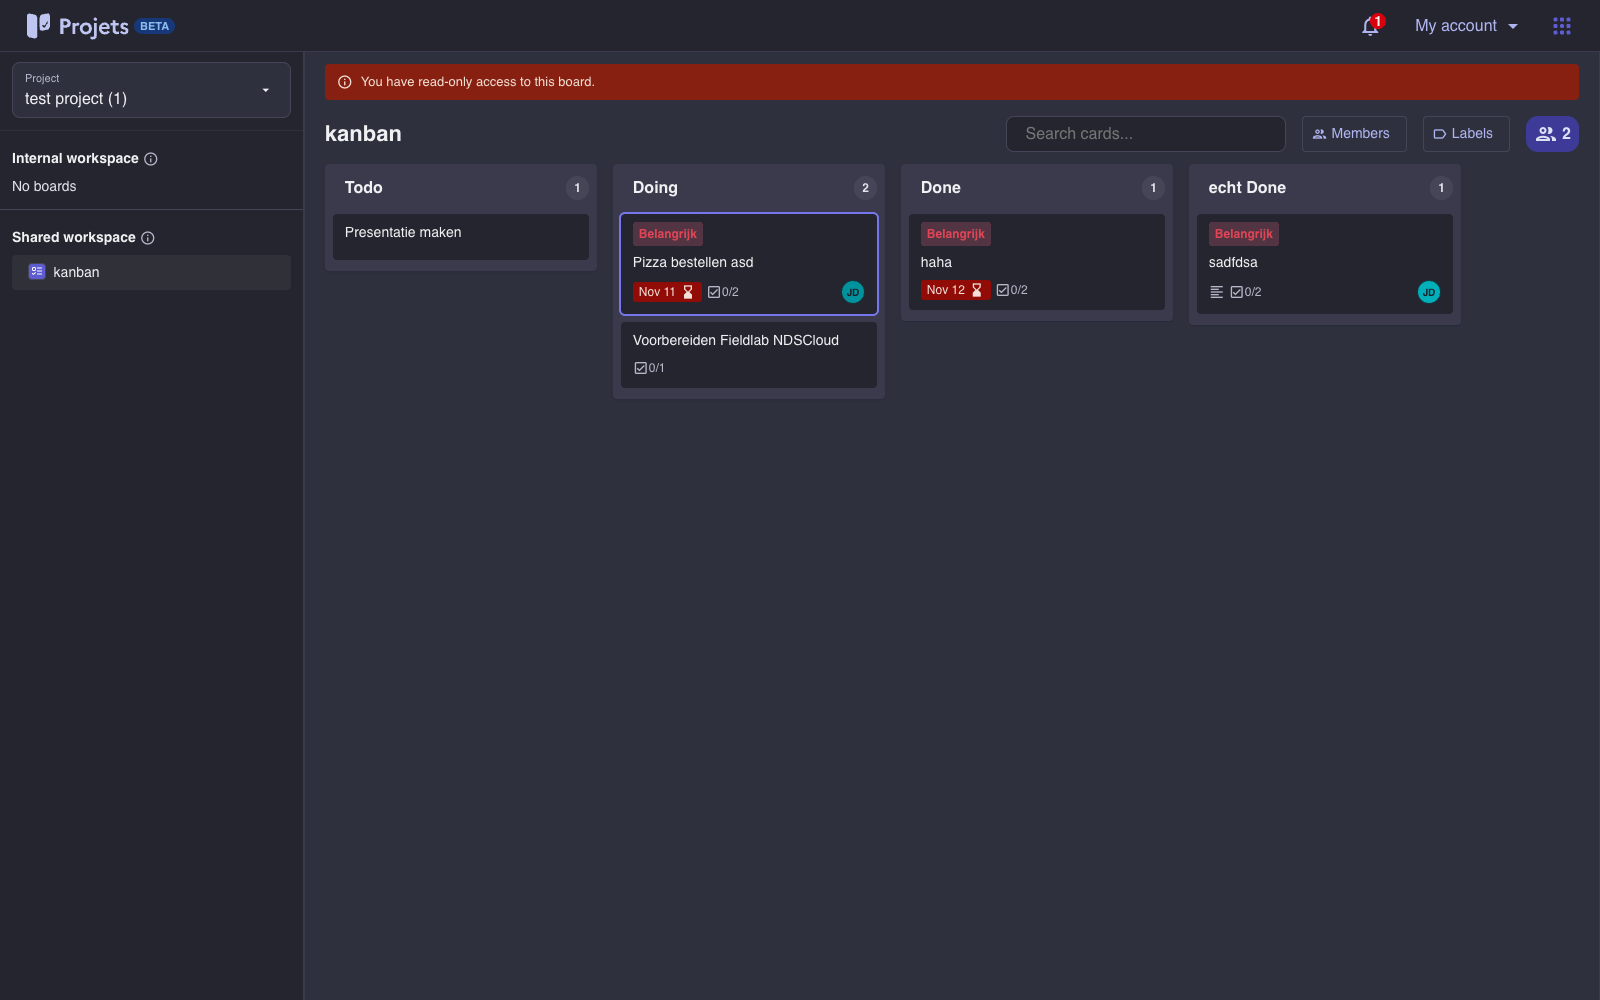 Projets BETA
1
My account
Project
test project (1)
Internal workspace
No boards
Shared workspace
kanban
You have read-only access to this board.
kanban
Search cards...
Members
Labels
2
Todo
1
Presentatie maken
Doing
2
Belangrijk
Pizza bestellen asd
Nov 11
0/2
JD
Voorbereiden Fieldlab NDSCloud
0/1
Done
1
Belangrijk
haha
Nov 12
0/2
echt Done
1
Belangrijk
sadfdsa
0/2
JD